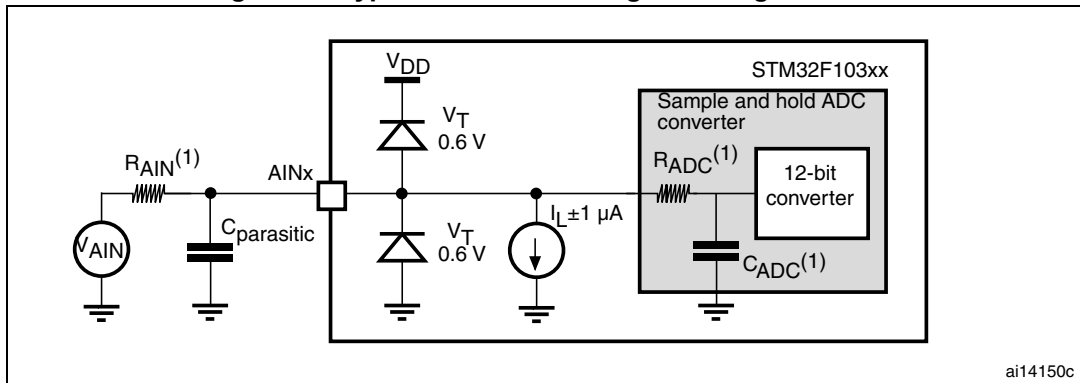 V_DD
STM32F103xx
Sample and hold ADC
converter
V_T
0.6 V
R_AIN(1)
AINx
R_ADC(1)
12-bit
converter
I_L±1 µA
V_AIN
C_parasitic
V_T
0.6 V
C_ADC(1)
ai14150c